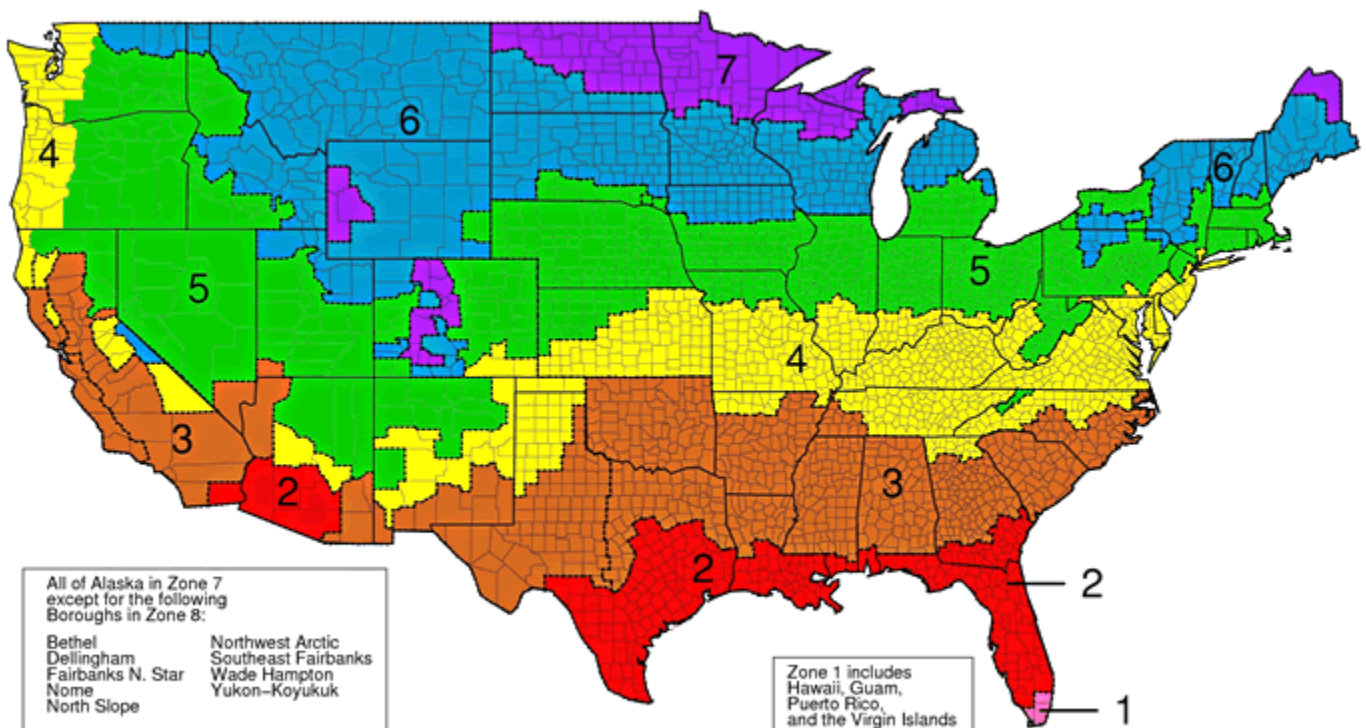 7
6
4
6
5
5
4
3
3
2
2
2
1
All of Alaska in Zone 7
except for the following
Boroughs in Zone 8:
Bethel Northwest Arctic
Dellingham Southeast Fairbanks
Fairbanks N. Star Wade Hampton
Nome Yukon–Koyukuk
North Slope
Zone 1 includes
Hawaii, Guam,
Puerto Rico,
and the Virgin Islands